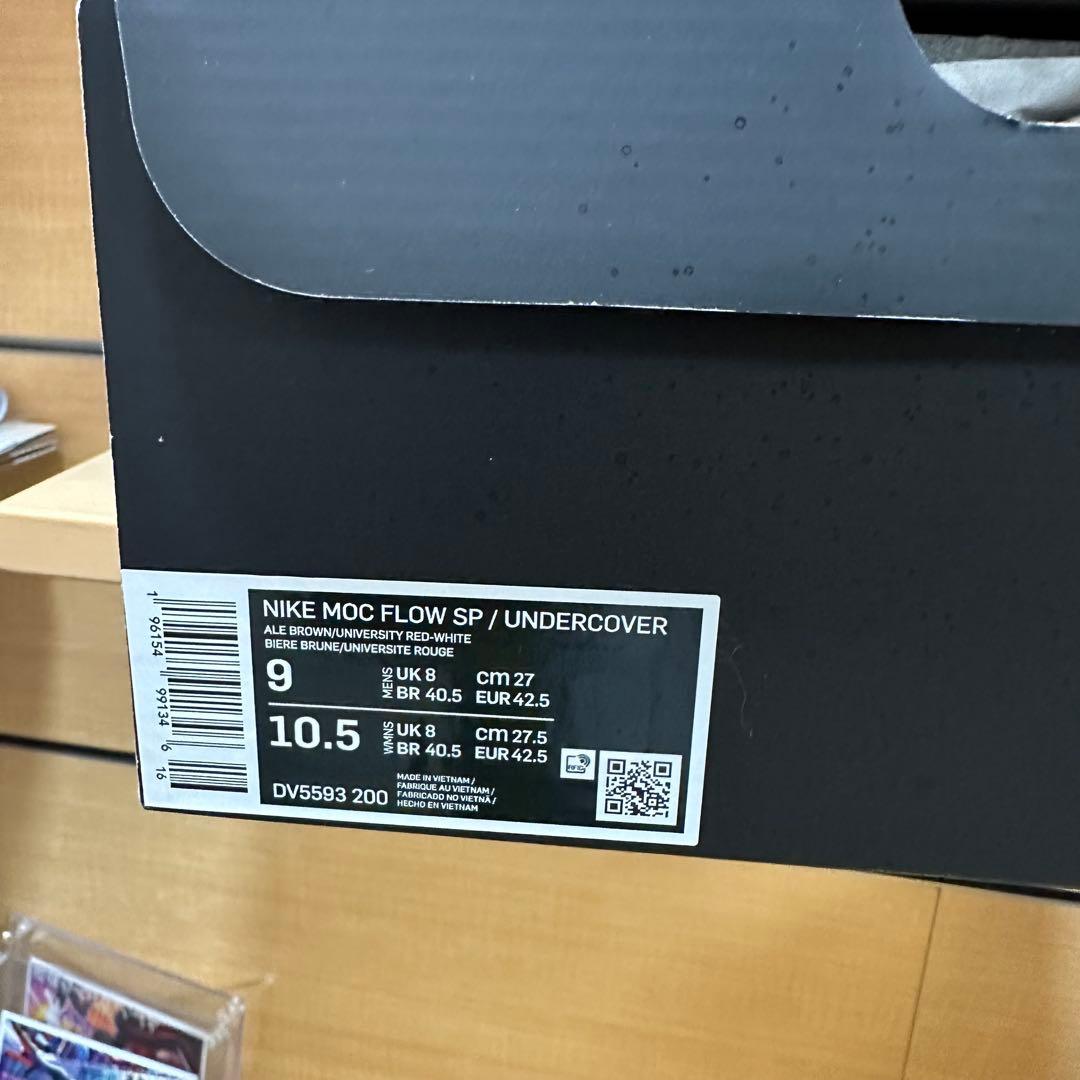 NIKE MOC FLOW SP / UNDERCOVER
ALE BROWN/UNIVERSITY RED-WHITE
BIERE BRUNE/UNIVERSITE ROUGE
9 MENS UK 8 cm 27
BR 40.5 EUR 42.5
10.5 WMNS UK 8 cm 27.5
BR 40.5 EUR 42.5
DV5593 200
MADE IN VIETNAM /
FABRIQUE AU VIETNAM /
FABRICADO NO VIETNÃ /
HECHO EN VIETNAM
RFID
1 96154 99134 6 16